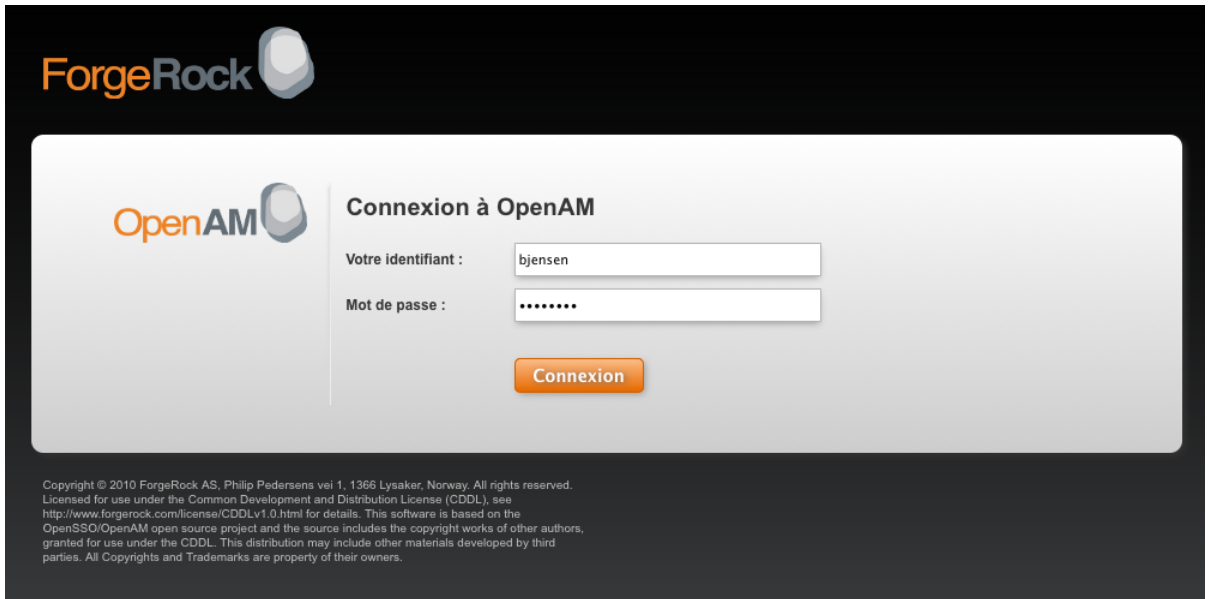 ForgeRock
OpenAM
Connexion à OpenAM
Votre identifiant :
bjensen
Mot de passe :
••••••••
Connexion
Copyright © 2010 ForgeRock AS, Philip Pedersens vei 1, 1366 Lysaker, Norway. All rights reserved.
Licensed for use under the Common Development and Distribution License (CDDL), see
http://www.forgerock.com/license/CDDLv1.0.html for details. This software is based on the
OpenSSO/OpenAM open source project and the source includes the copyright works of other authors,
granted for use under the CDDL. This distribution may include other materials developed by third
parties. All Copyrights and Trademarks are property of their owners.